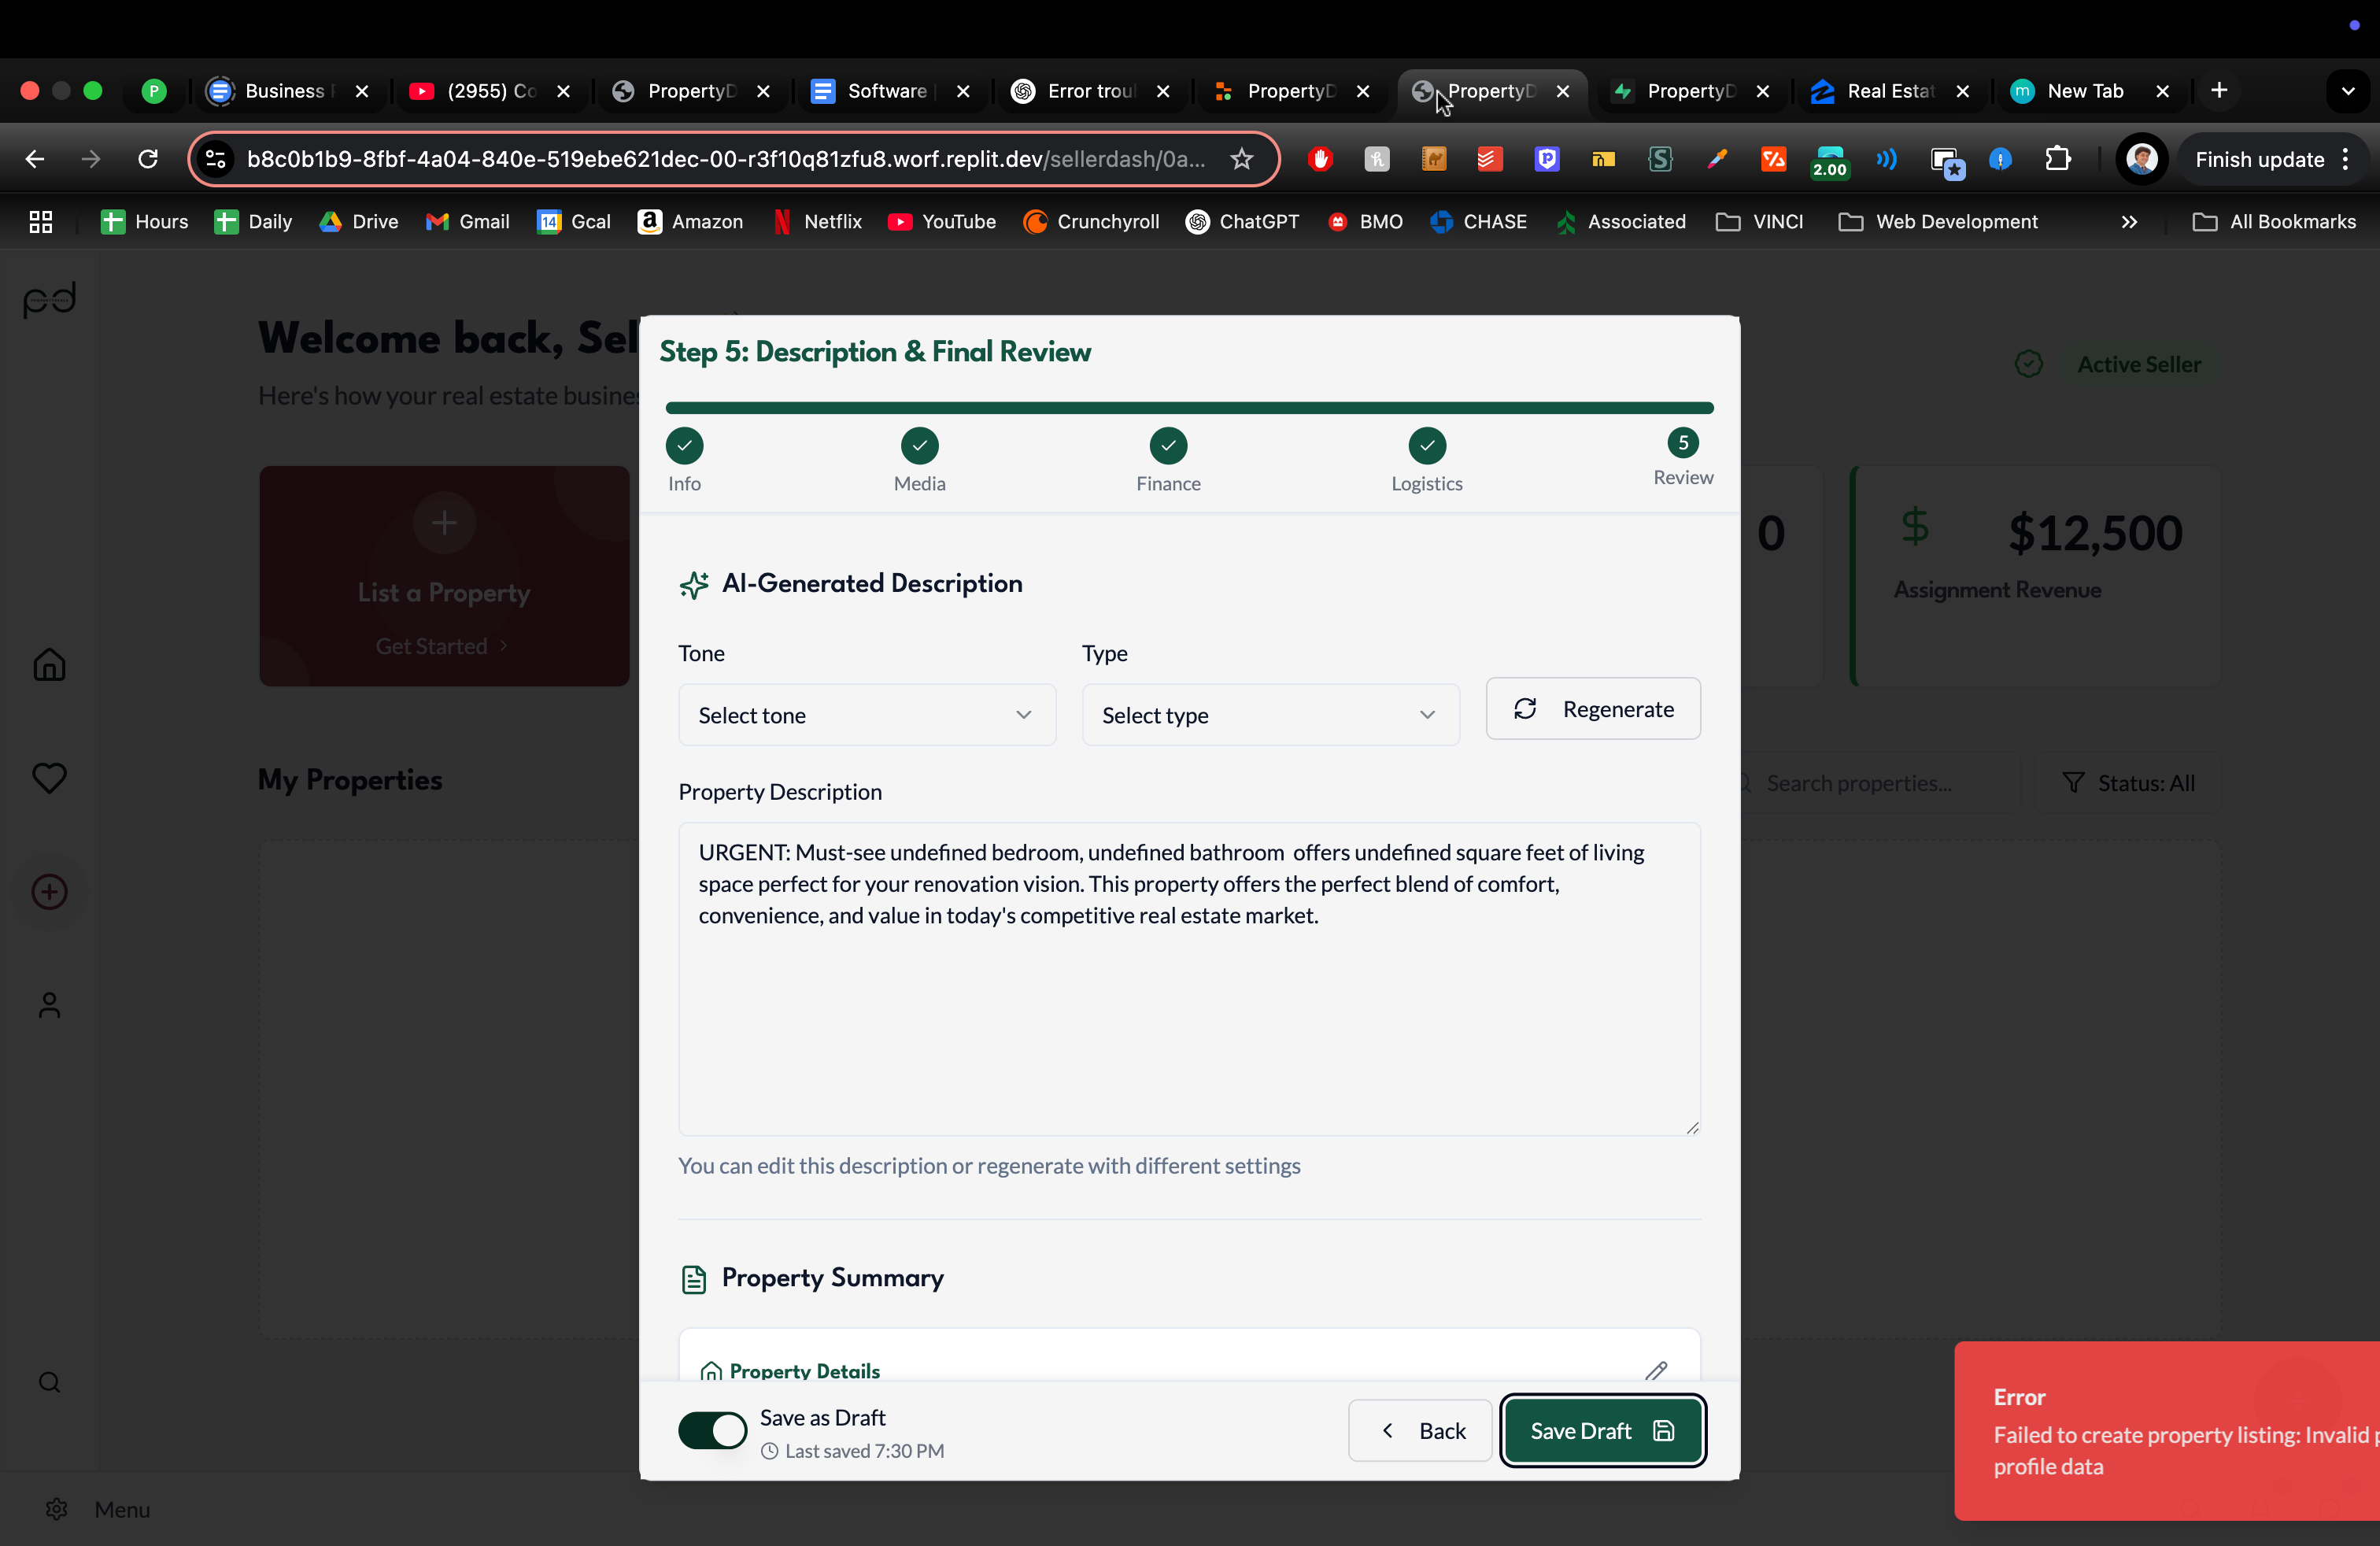 P
Business
(2955) Co
PropertyD
Software
Error trou
PropertyD
PropertyD
PropertyD
Real Estat
New Tab
b8c0b1b9-8fbf-4a04-840e-519ebe621dec-00-r3f10q81zfu8.worf.replit.dev/sellerdash/0a...
2.00
Finish update
Hours
Daily
Drive
Gmail
Gcal
Amazon
Netflix
YouTube
Crunchyroll
ChatGPT
BMO
CHASE
Associated
VINCI
Web Development
All Bookmarks
pd
Welcome back, Sel
Here's how your real estate busine
Active Seller
List a Property
Get Started
0
$12,500
Assignment Revenue
My Properties
Search properties...
Status: All
Step 5: Description & Final Review
Info
Media
Finance
Logistics
5
Review
AI-Generated Description
Tone
Type
Select tone
Select type
Regenerate
Property Description
URGENT: Must-see undefined bedroom, undefined bathroom offers undefined square feet of living
space perfect for your renovation vision. This property offers the perfect blend of comfort,
convenience, and value in today's competitive real estate market.
You can edit this description or regenerate with different settings
Property Summary
Property Details
Save as Draft
Last saved 7:30 PM
Back
Save Draft
Menu
Error
Failed to create property listing: Invalid
profile data